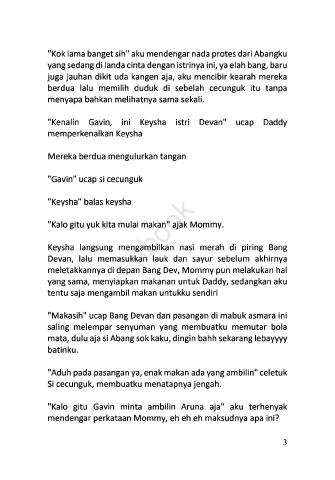 "Kok lama banget sih" aku mendengar nada protes dari Abangku
yang sedang di landa cinta dengan istrinya ini, ya elah bang, baru
juga jauhan dikit uda kangen aja, aku mencibir kearah mereka
berdua lalu memilih duduk di sebelah cecunguk itu tanpa
menyapa bahkan melihatnya sama sekali.
"Kenalin Gavin, ini Keysha istri Devan" ucap Daddy
memperkenalkan Keysha
Mereka berdua mengulurkan tangan
"Gavin" ucap si cecunguk
"Keysha" balas keysha
"Kalo gitu yuk kita mulai makan" ajak Mommy.
Keysha langsung mengambilkan nasi merah di piring Bang
Devan, lalu memasukkan lauk dan sayur sebelum akhirnya
meletakkannya di depan Bang Dev, Mommy pun melakukan hal
yang sama, menyiapkan makanan untuk Daddy, sedangkan aku
tentu saja mengambil makan untukku sendiri
"Makasih" ucap Bang Devan dan pasangan di mabuk asmara ini
saling melempar senyuman yang membuatku memutar bola
mata, dulu aja si Abang sok kaku, dingin bahh sekarang lebayyyy
batinku.
"Aduh pada pasangan ya, enak makan ada yang ambilin" celetuk
Si cecunguk, membuatku menatapnya jengah.
"Kalo gitu Gavin minta ambilin Aruna aja" aku terhenyak
mendengar perkataan Mommy, eh eh eh maksudnya apa ini?
3